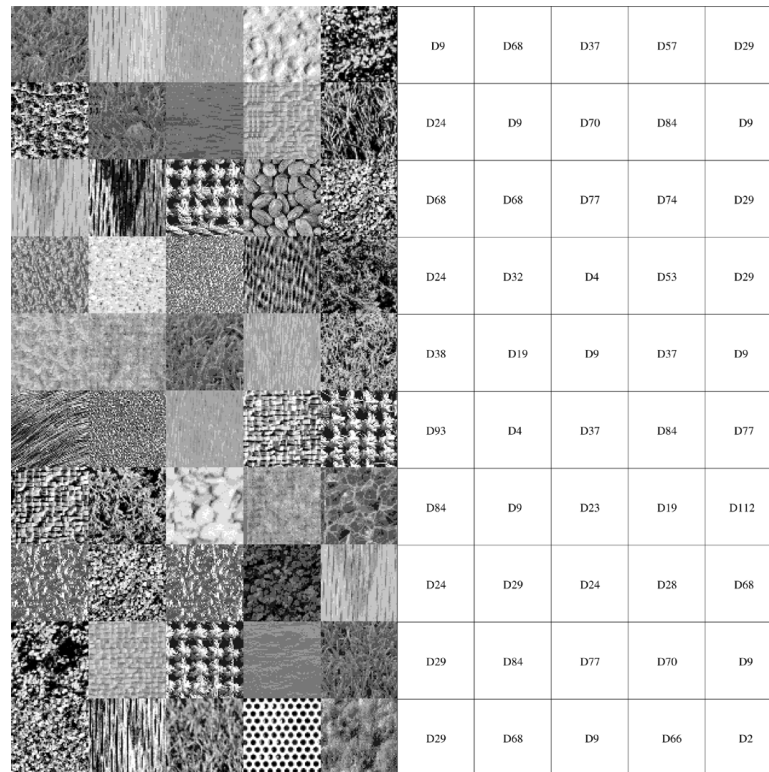 D9 D68 D37 D57 D29
D24 D9 D70 D84 D9
D68 D68 D77 D74 D29
D24 D32 D4 D53 D29
D38 D19 D9 D37 D9
D93 D4 D37 D84 D77
D84 D9 D23 D19 D112
D24 D29 D24 D28 D68
D29 D84 D77 D70 D9
D29 D68 D9 D66 D2